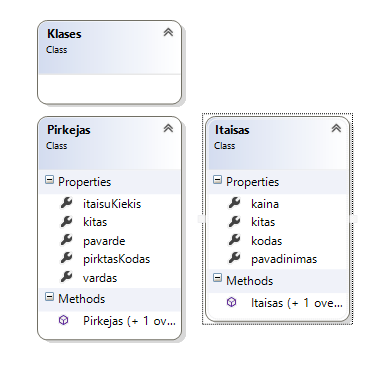 Klases
Class
Pirkejas
Class
Properties
itaisuKiekis
kitas
pavarde
pirktasKodas
vardas
Methods
Pirkejas (+ 1 ov...
Itaisas
Class
Properties
kaina
kitas
kodas
pavadinimas
Methods
Itaisas (+ 1 ove...